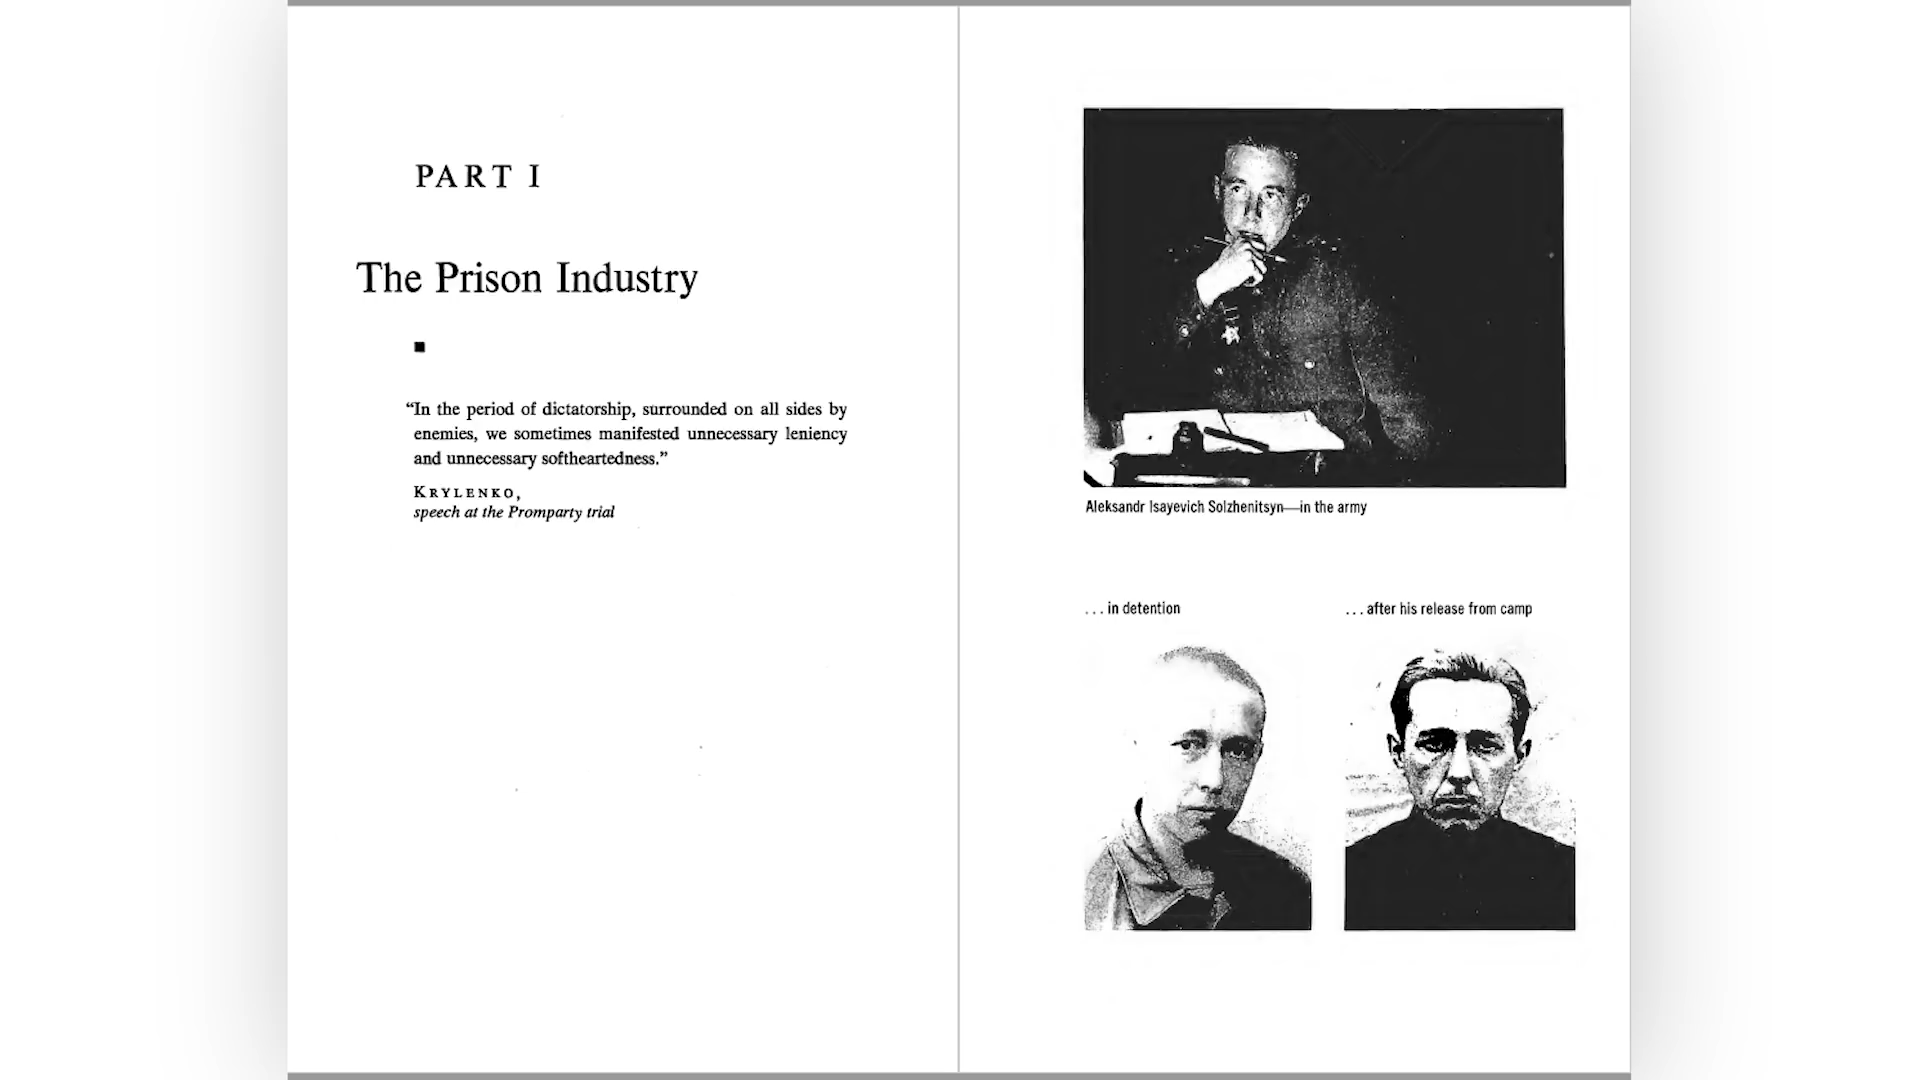 PART I
The Prison Industry
“In the period of dictatorship, surrounded on all sides by
enemies, we sometimes manifested unnecessary leniency
and unnecessary softheartedness.”
KRYLENKO,
speech at the Promparty trial
Aleksandr Isayevich Solzhenitsyn—in the army
. . . in detention
. . . after his release from camp